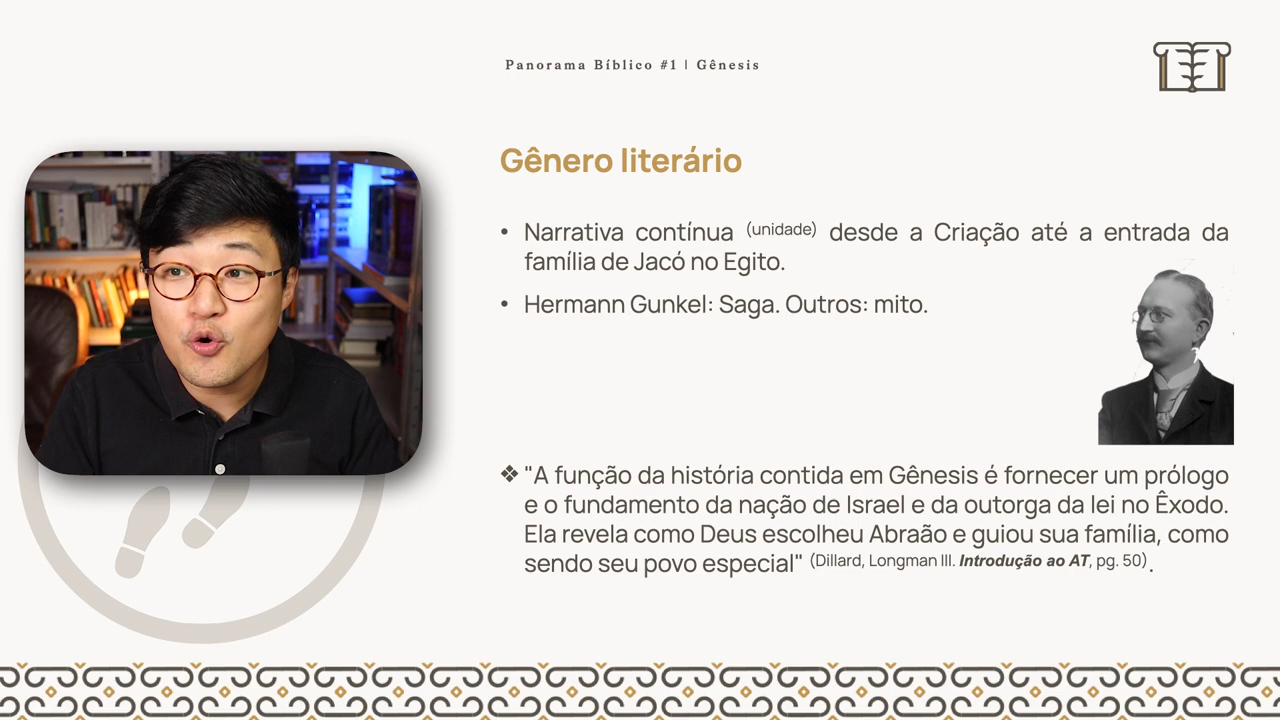 Panorama Bíblico #1 | Gênesis
Gênero literário
• Narrativa contínua (unidade) desde a Criação até a entrada da
família de Jacó no Egito.
• Hermann Gunkel: Saga. Outros: mito.
❖ "A função da história contida em Gênesis é fornecer um prólogo
e o fundamento da nação de Israel e da outorga da lei no Êxodo.
Ela revela como Deus escolheu Abraão e guiou sua família, como
sendo seu povo especial" (Dillard, Longman III. Introdução ao AT, pg. 50).